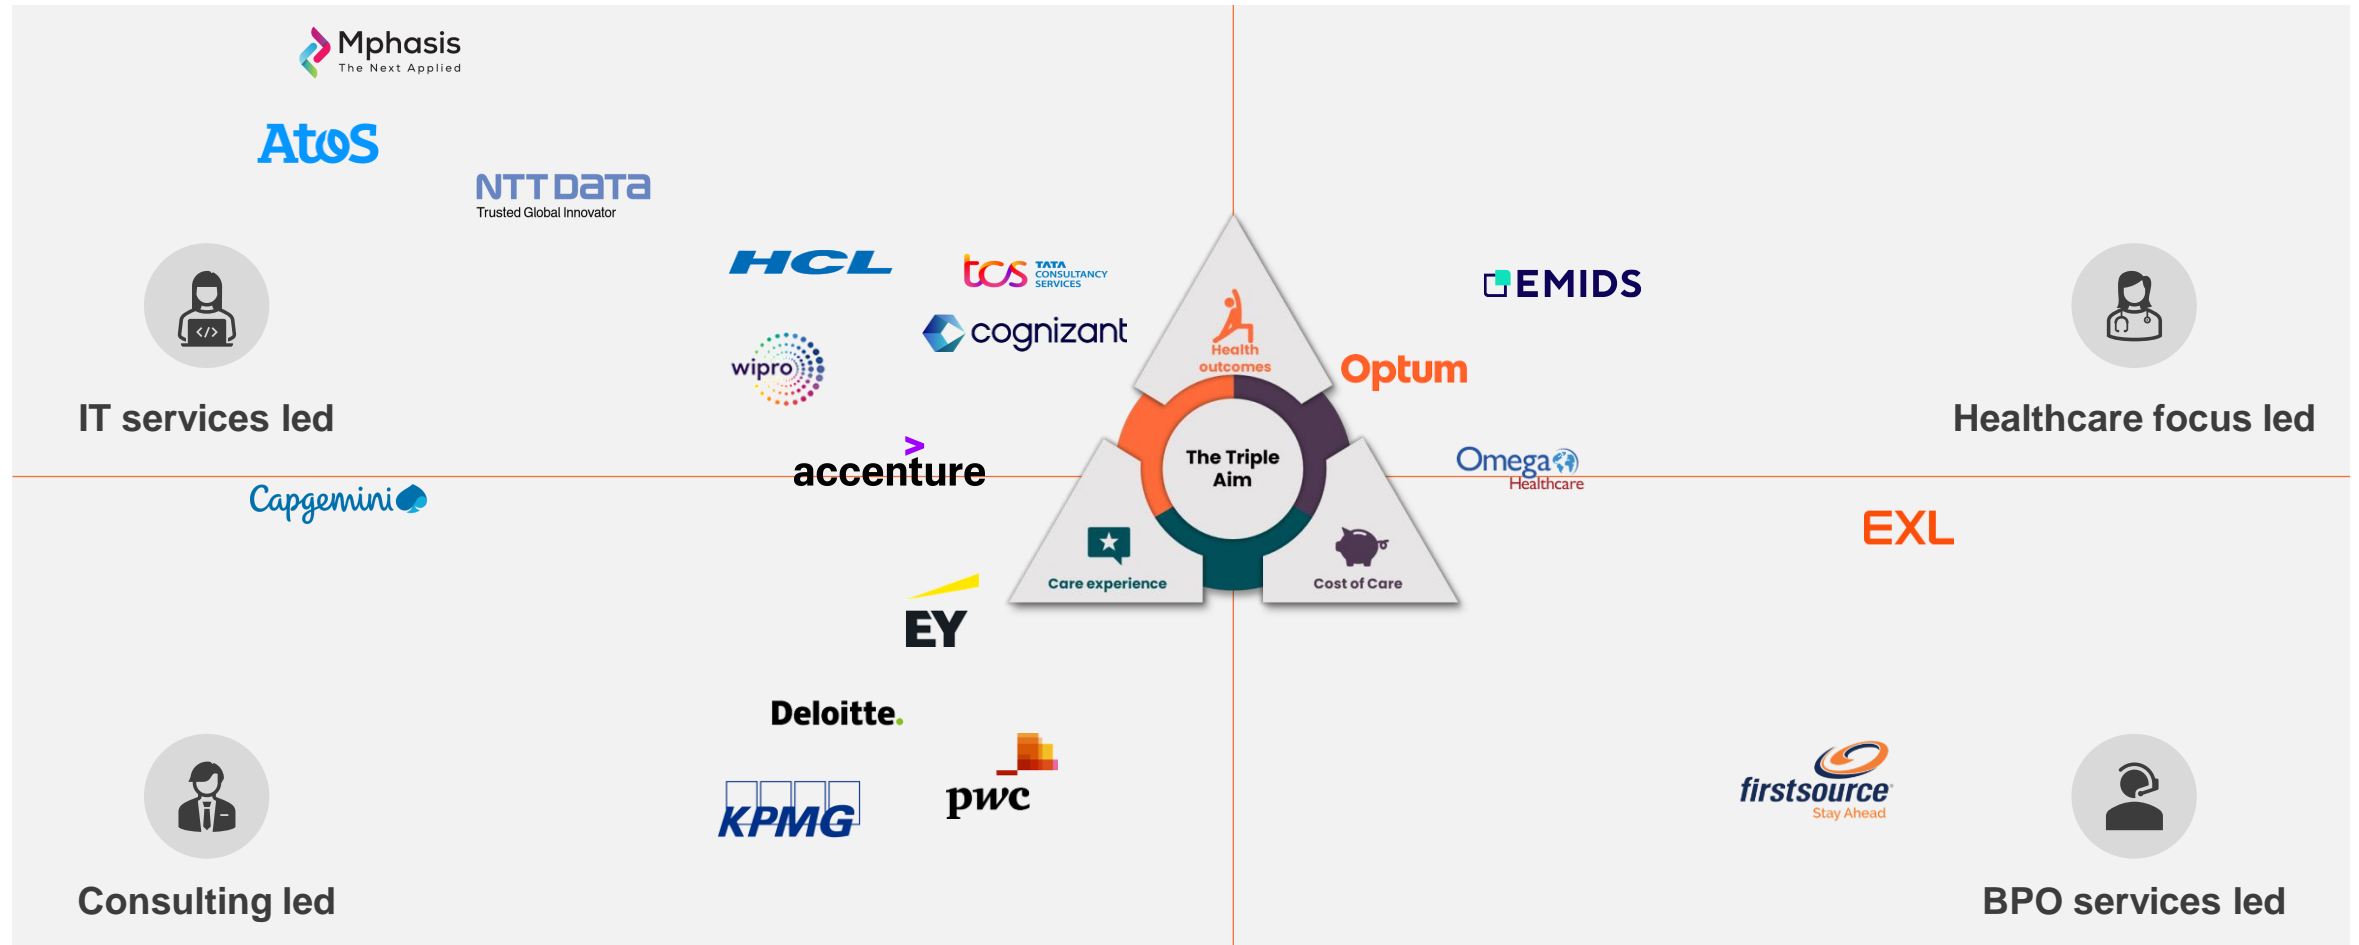 Mphasis
The Next Applied
Atos
NTT DATA
Trusted Global Innovator
HCL
tcs TATA
CONSULTANCY
SERVICES
cognizant
wipro
accenture
</>
IT services led
EMIDS
Optum
Omega
Healthcare
Healthcare focus led
Health
outcomes
The Triple
Aim
Care experience
Cost of Care
Capgemini
EY
Deloitte.
KPMG
pwc
Consulting led
EXL
firstsource
Stay Ahead
BPO services led